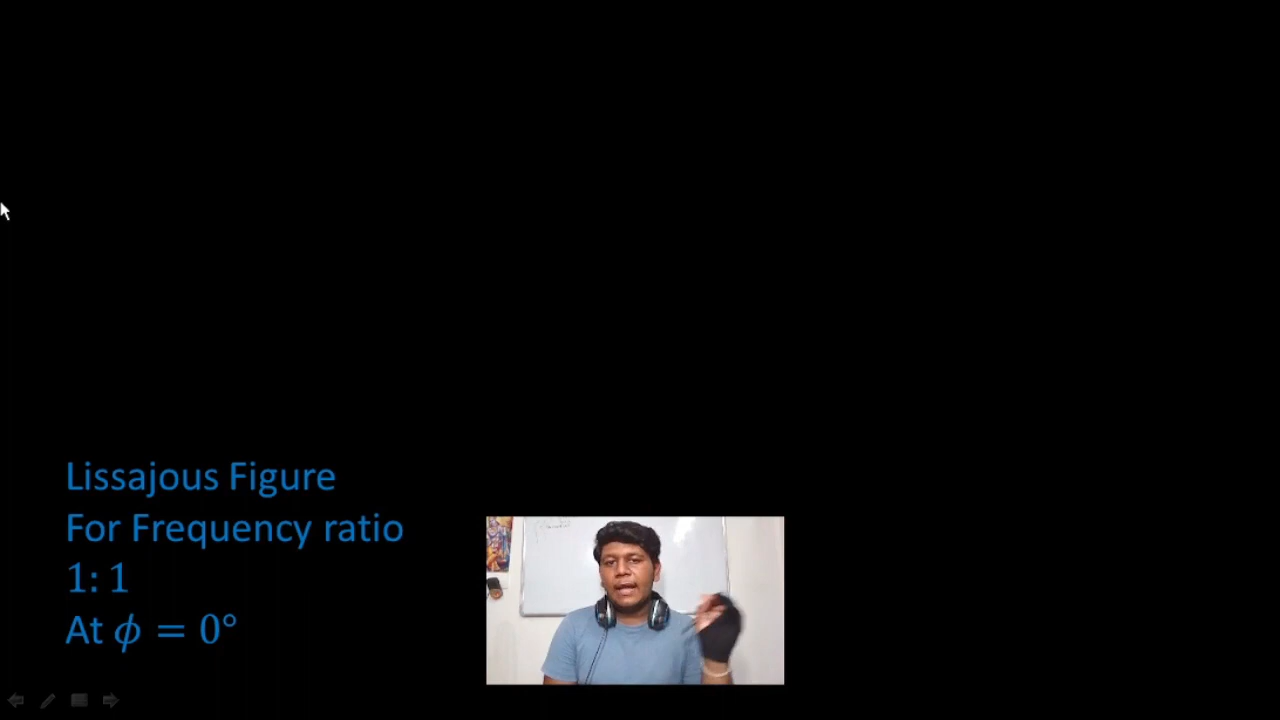 Lissajous Figure
For Frequency ratio
1: 1
At ϕ = 0°